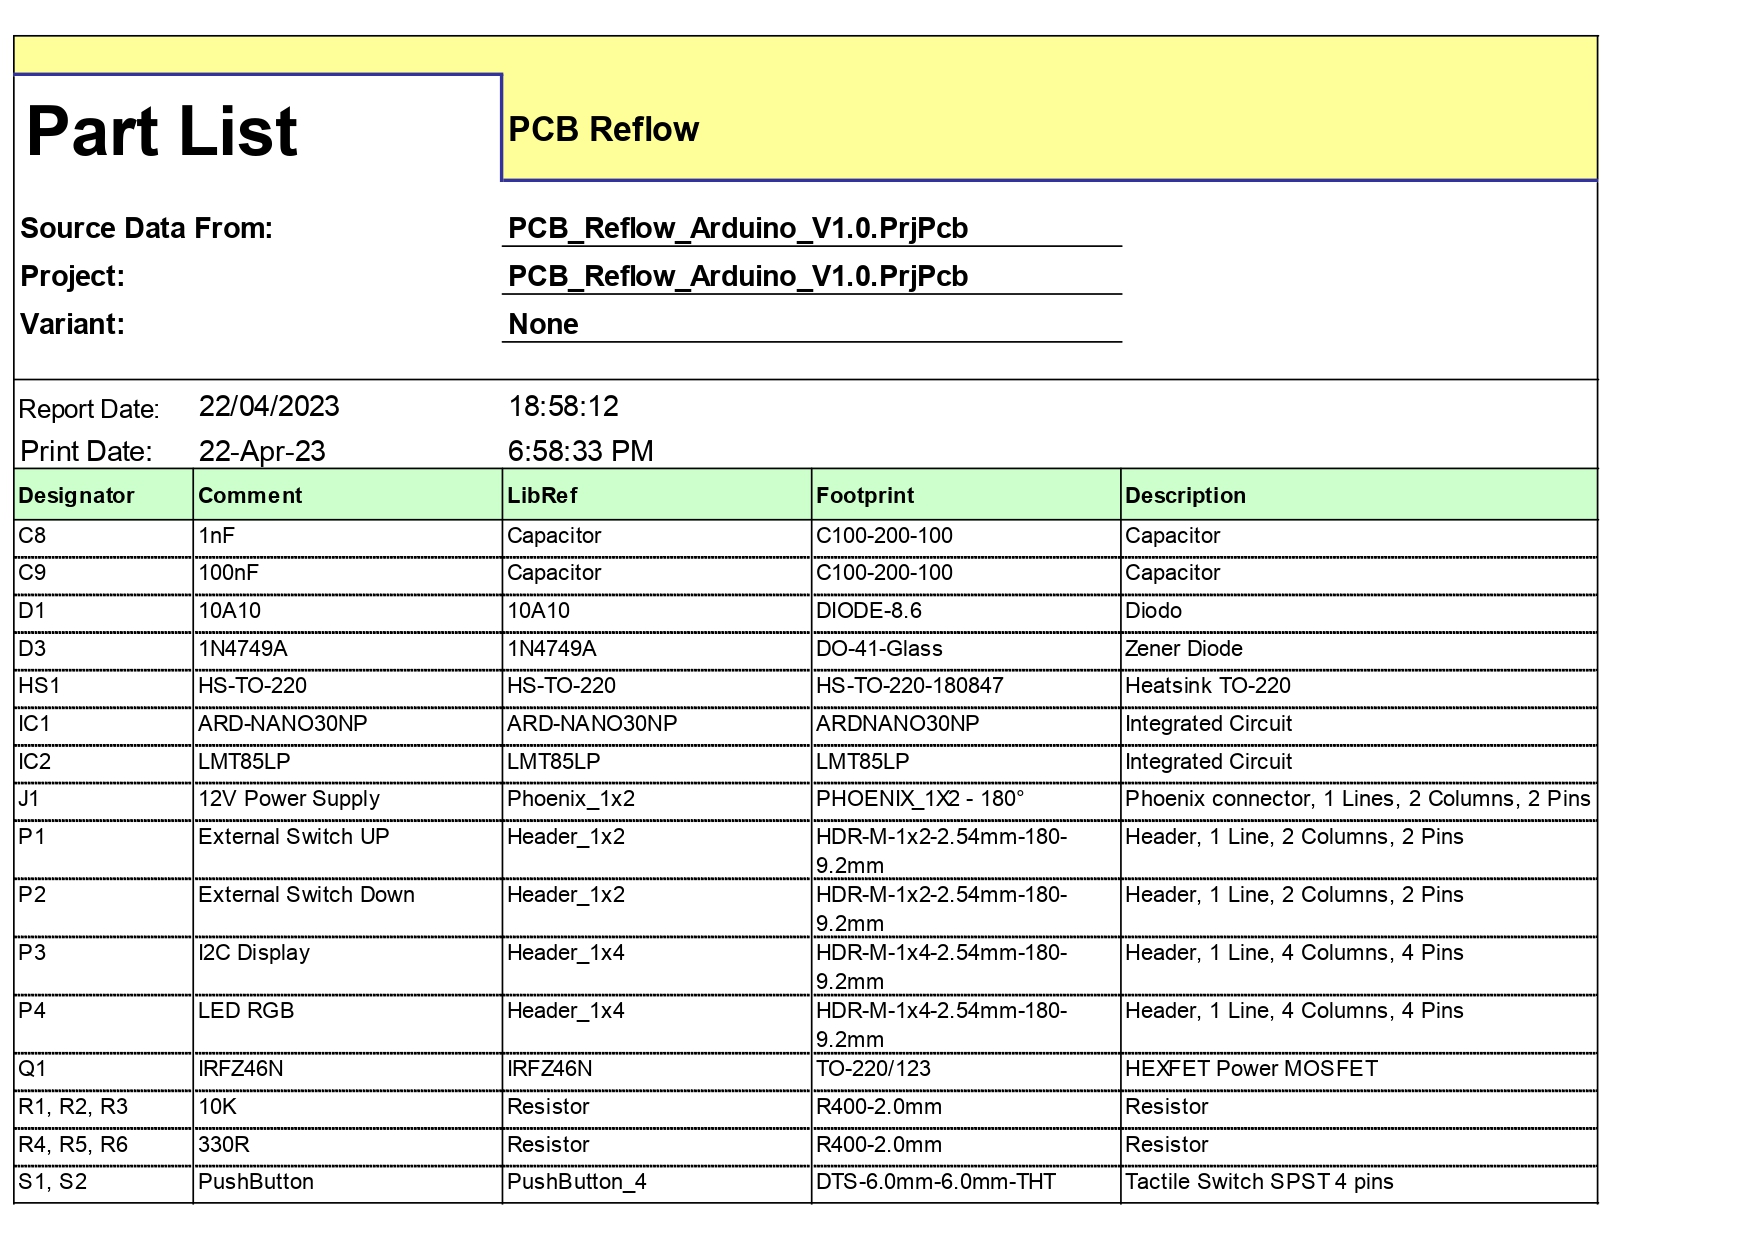 Part List
PCB Reflow
Source Data From: PCB_Reflow_Arduino_V1.0.PrjPcb
Project: PCB_Reflow_Arduino_V1.0.PrjPcb
Variant: None
Report Date: 22/04/2023 18:58:12
Print Date: 22-Apr-23 6:58:33 PM
Designator Comment LibRef Footprint Description
C8 1nF Capacitor C100-200-100 Capacitor
C9 100nF Capacitor C100-200-100 Capacitor
D1 10A10 10A10 DIODE-8.6 Diodo
D3 1N4749A 1N4749A DO-41-Glass Zener Diode
HS1 HS-TO-220 HS-TO-220 HS-TO-220-180847 Heatsink TO-220
IC1 ARD-NANO30NP ARD-NANO30NP ARDNANO30NP Integrated Circuit
IC2 LMT85LP LMT85LP LMT85LP Integrated Circuit
J1 12V Power Supply Phoenix_1x2 PHOENIX_1X2 - 180° Phoenix connector, 1 Lines, 2 Columns, 2 Pins
P1 External Switch UP Header_1x2 HDR-M-1x2-2.54mm-180- Header, 1 Line, 2 Columns, 2 Pins
9.2mm
P2 External Switch Down Header_1x2 HDR-M-1x2-2.54mm-180- Header, 1 Line, 2 Columns, 2 Pins
9.2mm
P3 I2C Display Header_1x4 HDR-M-1x4-2.54mm-180- Header, 1 Line, 4 Columns, 4 Pins
9.2mm
P4 LED RGB Header_1x4 HDR-M-1x4-2.54mm-180- Header, 1 Line, 4 Columns, 4 Pins
9.2mm
Q1 IRFZ46N IRFZ46N TO-220/123 HEXFET Power MOSFET
R1, R2, R3 10K Resistor R400-2.0mm Resistor
R4, R5, R6 330R Resistor R400-2.0mm Resistor
S1, S2 PushButton PushButton_4 DTS-6.0mm-6.0mm-THT Tactile Switch SPST 4 pins